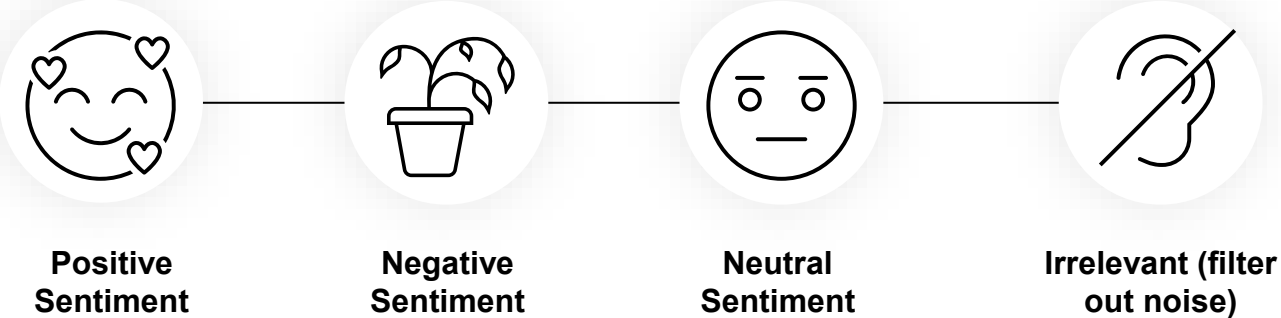 Positive
Sentiment
Negative
Sentiment
Neutral
Sentiment
Irrelevant (filter
out noise)